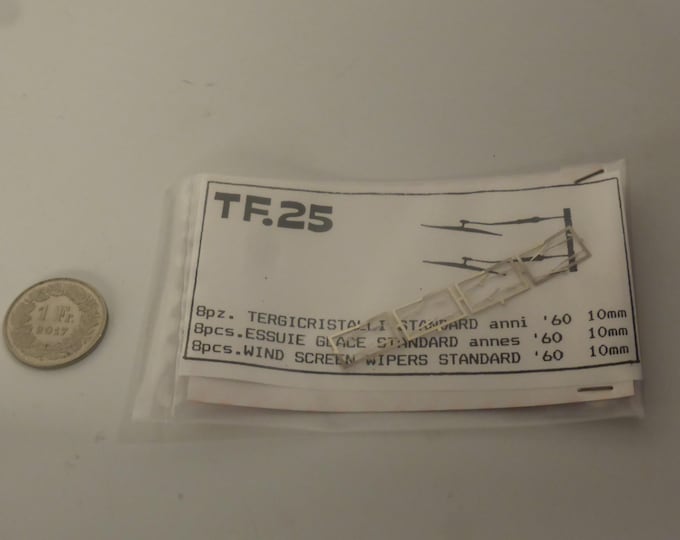 TF.25
8pz. TERGICRISTALLI STANDARD anni '60 10mm
8pcs.ESSUIE GLACE STANDARD annes '60 10mm
8pcs.WIND SCREEN WIPERS STANDARD '60 10mm
1 Fr.
2017